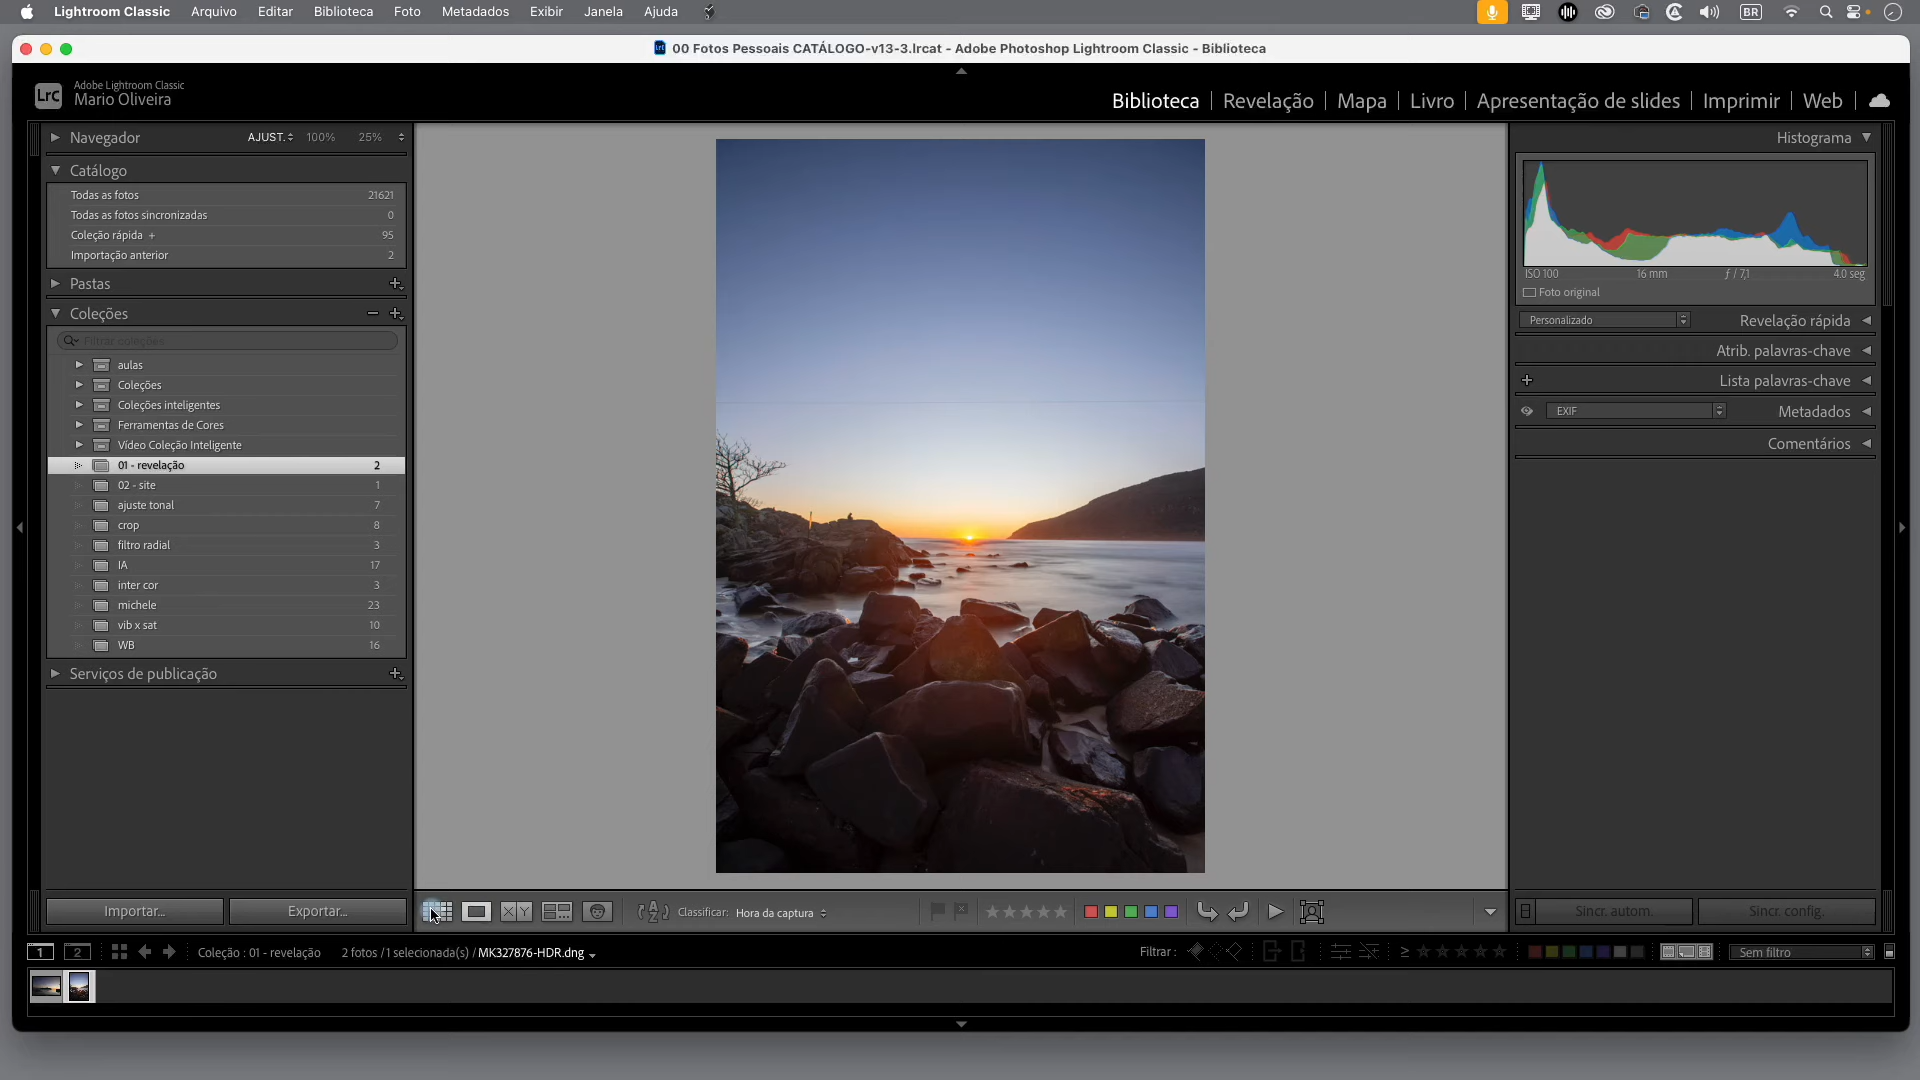 Lightroom Classic Arquivo Editar Biblioteca Foto Metadados Exibir Janela Ajuda BR
00 Fotos Pessoais CATÁLOGO-v13-3.lrcat - Adobe Photoshop Lightroom Classic - Biblioteca
LrC
Adobe Lightroom Classic
Mario Oliveira
Biblioteca | Revelação | Mapa | Livro | Apresentação de slides | Imprimir | Web
Navegador AJUST. 100% 25%
Catálogo
Todas as fotos 21621
Todas as fotos sincronizadas 0
Coleção rápida + 95
Importação anterior 2
Pastas
Coleções
Filtrar coleções
aulas
Coleções
Coleções inteligentes
Ferramentas de Cores
Vídeo Coleção Inteligente
01 - revelação 2
02 - site 1
ajuste tonal 7
crop 8
filtro radial 3
IA 17
inter cor 3
michele 23
vib x sat 10
WB 16
Serviços de publicação
Importar... Exportar...
Histograma
ISO 100 16 mm ƒ / 7,1 4.0 seg
Foto original
Personalizado Revelação rápida
Atrib. palavras-chave
Lista palavras-chave
EXIF Metadados
Comentários
XY Classificar: Hora da captura
Sincr. autom. Sincr. config.
1 2 Coleção : 01 - revelação 2 fotos /1 selecionada(s) / MK327876-HDR.dng Filtrar : ≥ Sem filtro